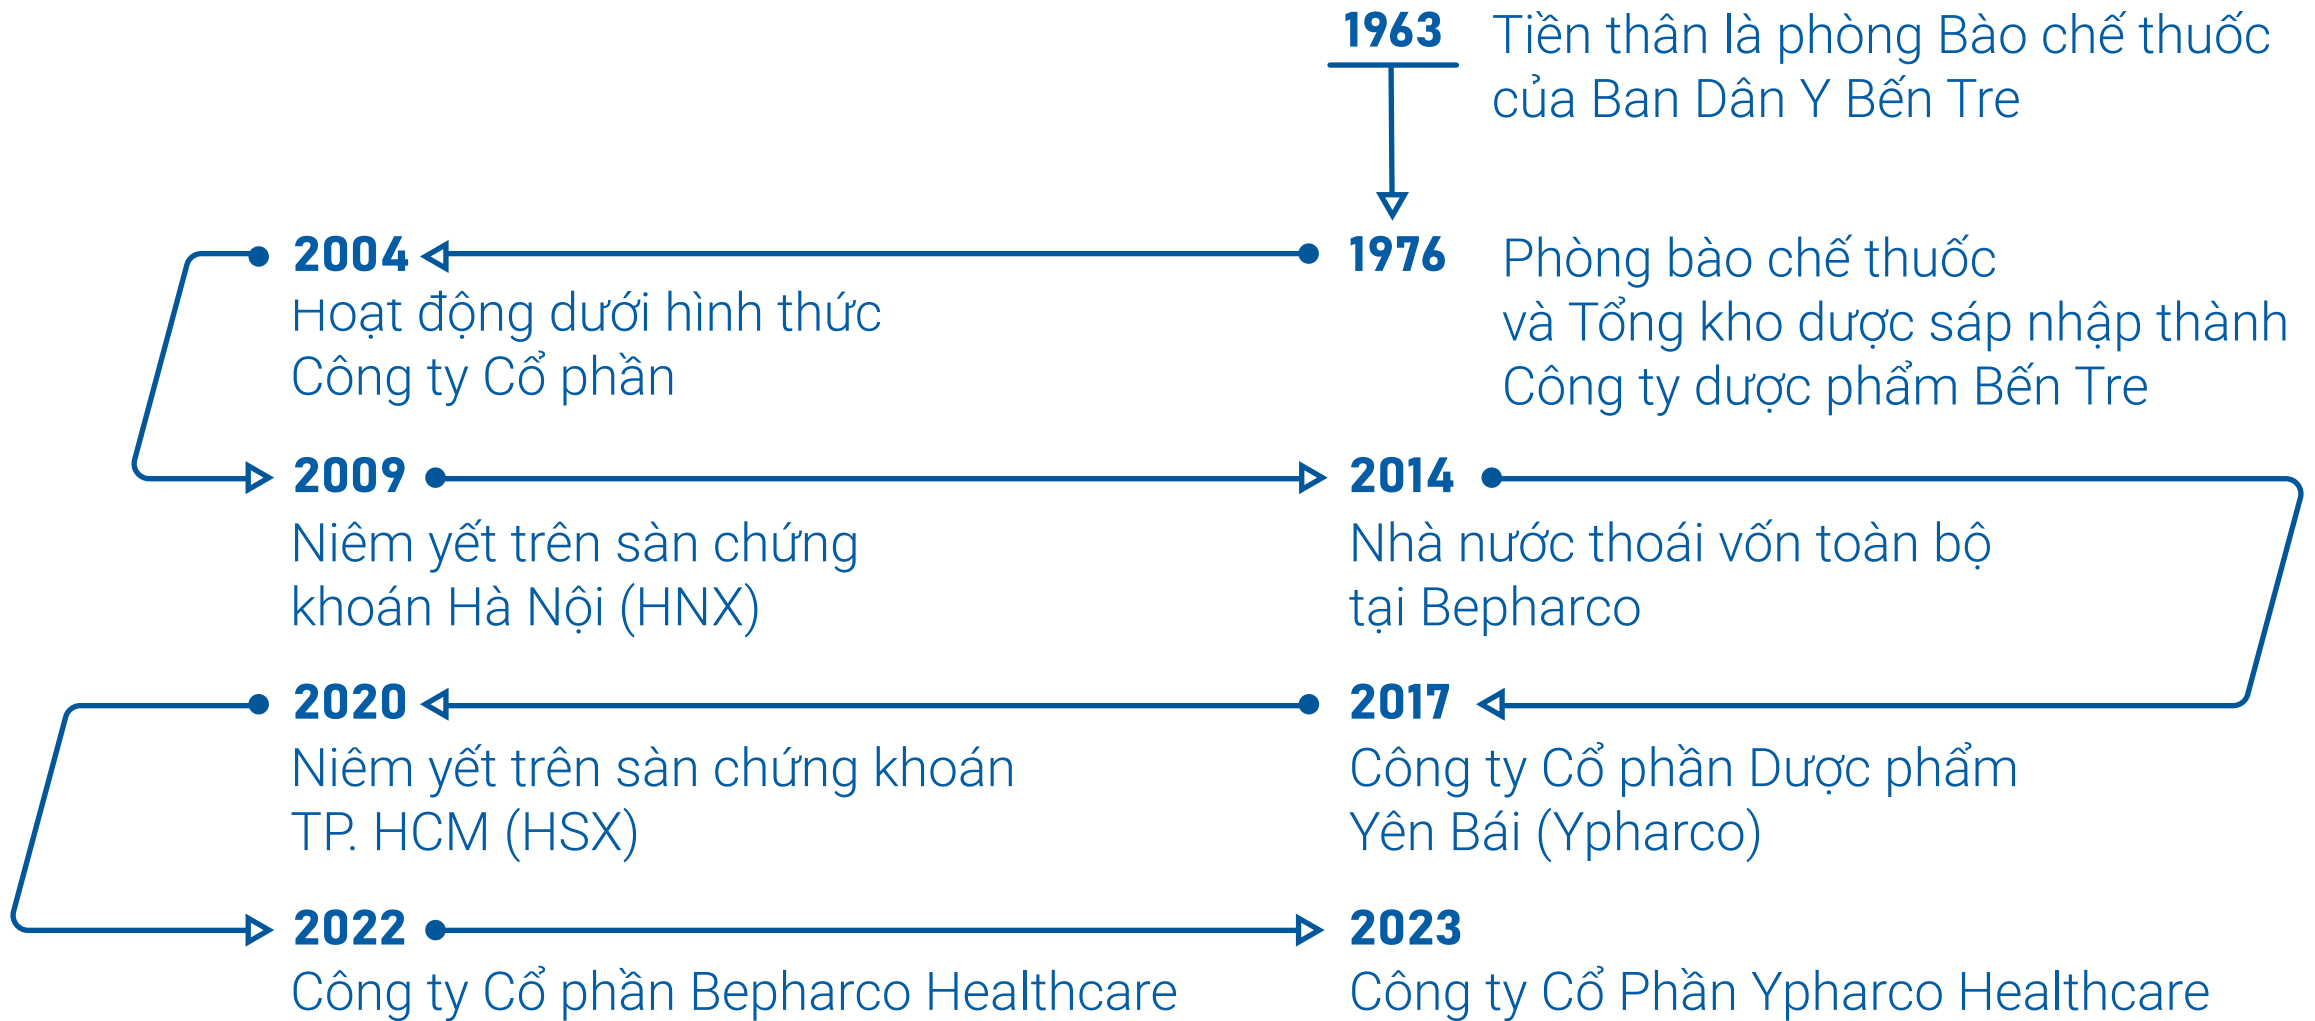 1963
Tiền thân là phòng Bào chế thuốc
của Ban Dân Y Bến Tre
1976
Phòng bào chế thuốc
và Tổng kho dược sáp nhập thành
Công ty dược phẩm Bến Tre
2004
Hoạt động dưới hình thức
Công ty Cổ phần
2009
Niêm yết trên sàn chứng
khoán Hà Nội (HNX)
2014
Nhà nước thoái vốn toàn bộ
tại Bepharco
2017
Công ty Cổ phần Dược phẩm
Yên Bái (Ypharco)
2020
Niêm yết trên sàn chứng khoán
TP. HCM (HSX)
2022
Công ty Cổ phần Bepharco Healthcare
2023
Công ty Cổ Phần Ypharco Healthcare